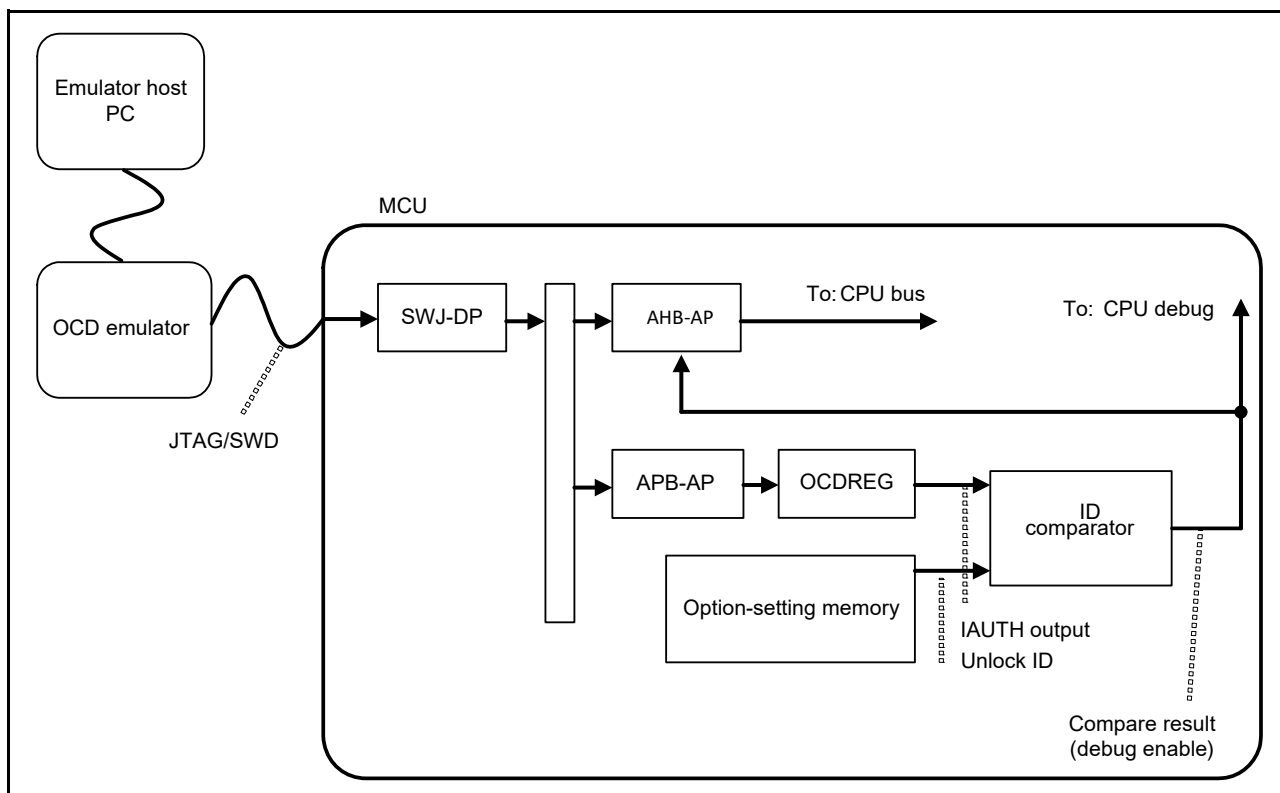 Emulator host
PC
MCU
OCD emulator
SWJ-DP
AHB-AP
To: CPU bus
To: CPU debug
JTAG/SWD
APB-AP
OCDREG
ID
comparator
Option-setting memory
IAUTH output
Unlock ID
Compare result
(debug enable)